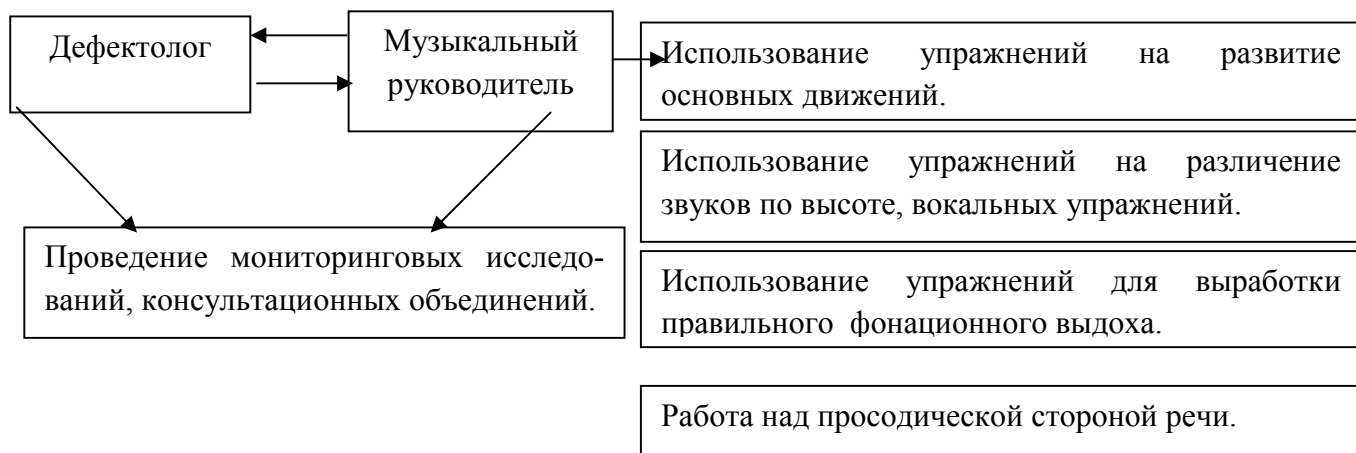 Дефектолог
Музыкальный
руководитель
Использование упражнений на развитие
основных движений.
Использование упражнений на различение
звуков по высоте, вокальных упражнений.
Проведение мониторинговых исследо-
ваний, консультационных объединений.
Использование упражнений для выработки
правильного фонационного выдоха.
Работа над просодической стороной речи.